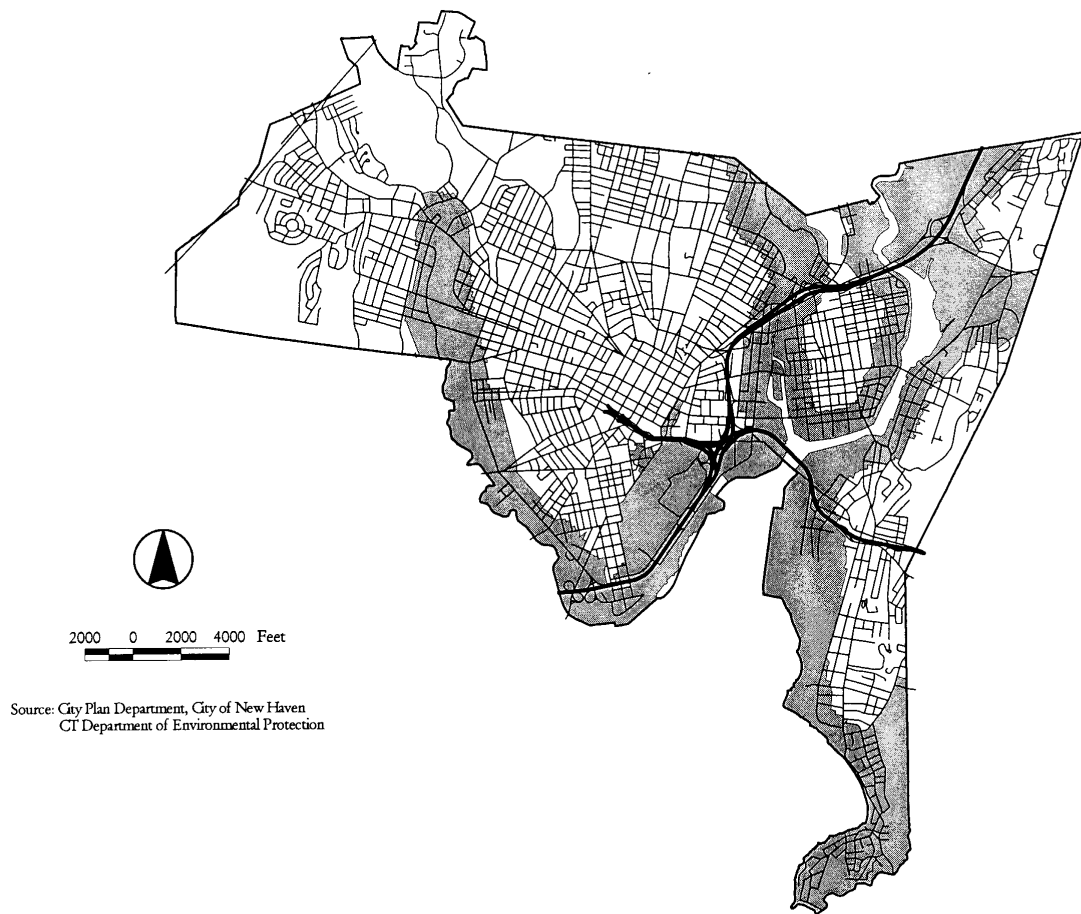 2000 0 2000 4000 Feet
Source: City Plan Department, City of New Haven
CT Department of Environmental Protection